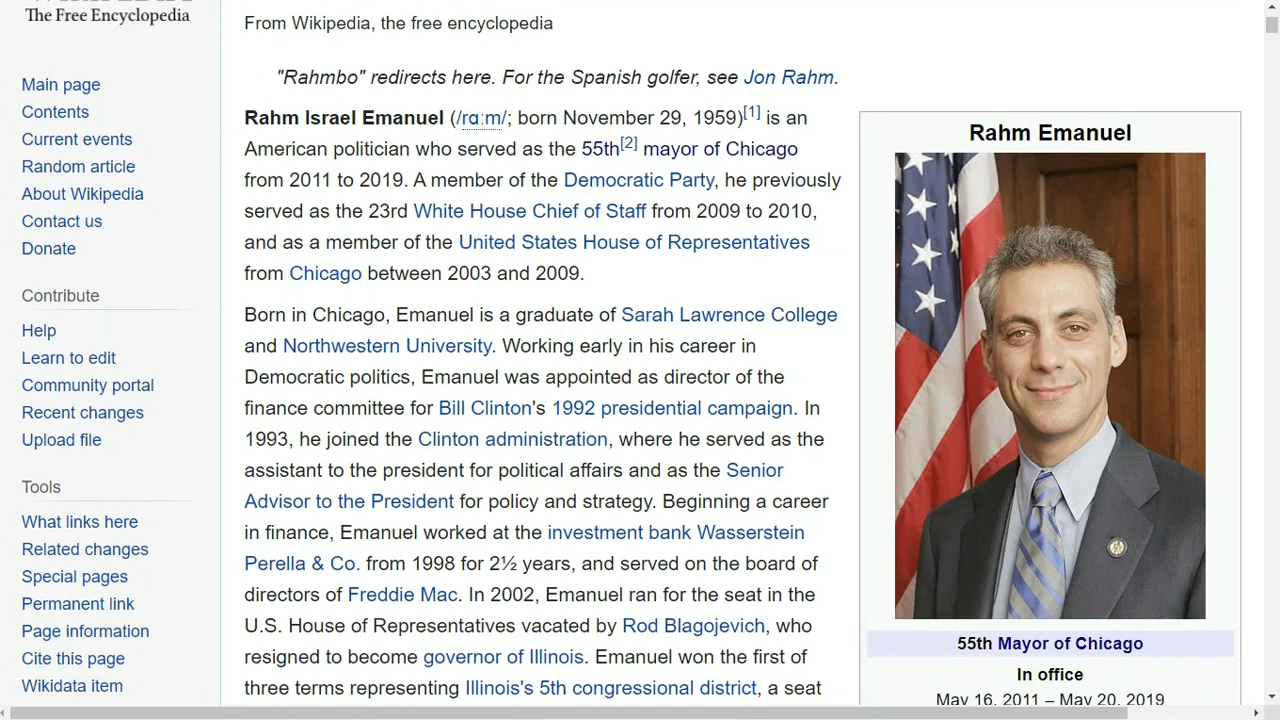 The Free Encyclopedia
Main page
Contents
Current events
Random article
About Wikipedia
Contact us
Donate
Contribute
Help
Learn to edit
Community portal
Recent changes
Upload file
Tools
What links here
Related changes
Special pages
Permanent link
Page information
Cite this page
Wikidata item
From Wikipedia, the free encyclopedia
"Rahmbo" redirects here. For the Spanish golfer, see Jon Rahm.
Rahm Israel Emanuel (/rɑːm/; born November 29, 1959)[1] is an
American politician who served as the 55th[2] mayor of Chicago
from 2011 to 2019. A member of the Democratic Party, he previously
served as the 23rd White House Chief of Staff from 2009 to 2010,
and as a member of the United States House of Representatives
from Chicago between 2003 and 2009.
Born in Chicago, Emanuel is a graduate of Sarah Lawrence College
and Northwestern University. Working early in his career in
Democratic politics, Emanuel was appointed as director of the
finance committee for Bill Clinton's 1992 presidential campaign. In
1993, he joined the Clinton administration, where he served as the
assistant to the president for political affairs and as the Senior
Advisor to the President for policy and strategy. Beginning a career
in finance, Emanuel worked at the investment bank Wasserstein
Perella & Co. from 1998 for 2½ years, and served on the board of
directors of Freddie Mac. In 2002, Emanuel ran for the seat in the
U.S. House of Representatives vacated by Rod Blagojevich, who
resigned to become governor of Illinois. Emanuel won the first of
three terms representing Illinois's 5th congressional district, a seat
Rahm Emanuel
55th Mayor of Chicago
In office
May 16, 2011 – May 20, 2019